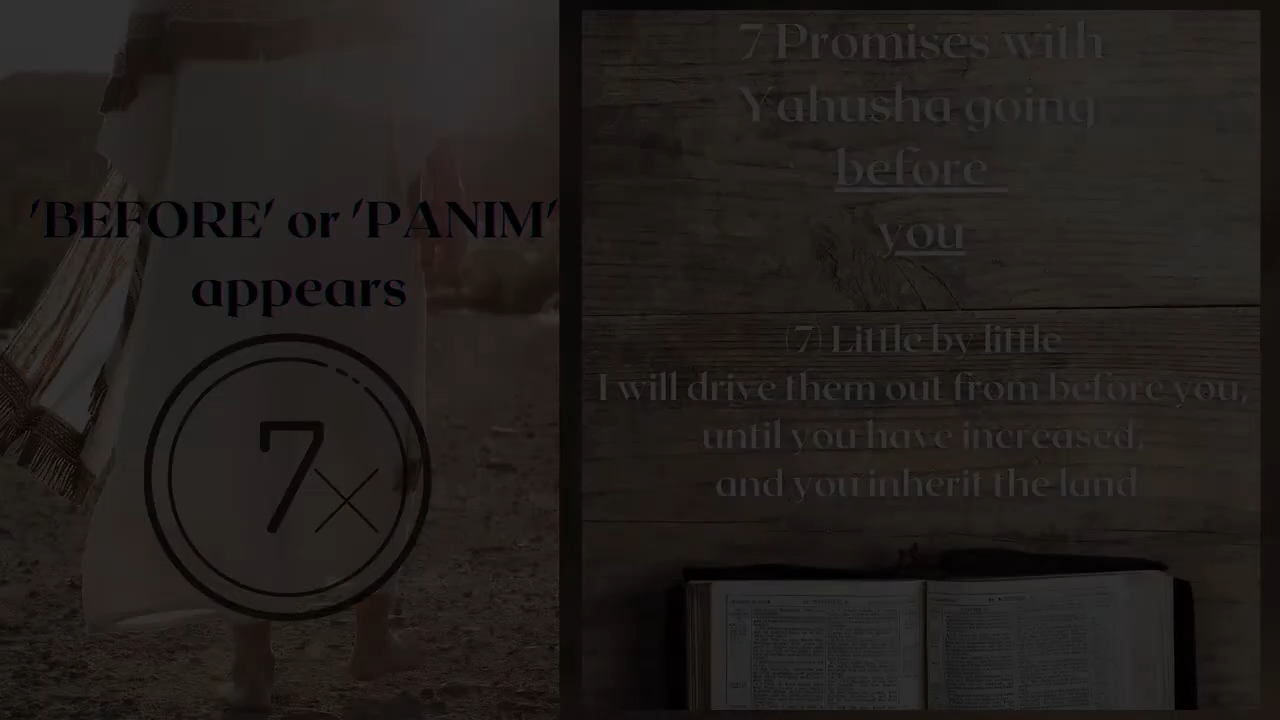 'BEFORE' or 'PANIM'
appears
7×
7 Promises with
Yahusha going
before
you
(7) Little by little
I will drive them out from before you,
until you have increased,
and you inherit the land